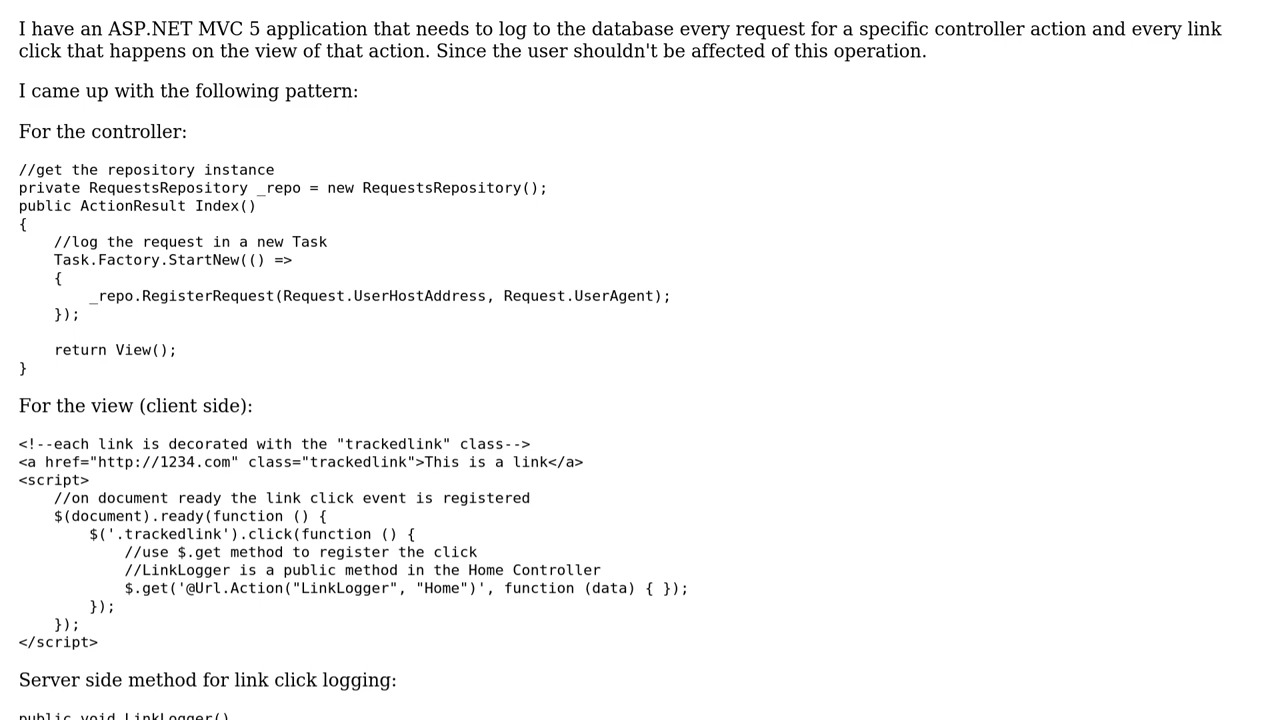 I have an ASP.NET MVC 5 application that needs to log to the database every request for a specific controller action and every link
click that happens on the view of that action. Since the user shouldn't be affected of this operation.
I came up with the following pattern:
For the controller:
//get the repository instance
private RequestsRepository _repo = new RequestsRepository();
public ActionResult Index()
{
    //log the request in a new Task
    Task.Factory.StartNew(() =>
    {
        _repo.RegisterRequest(Request.UserHostAddress, Request.UserAgent);
    });
    return View();
}
For the view (client side):
<!--each link is decorated with the "trackedlink" class-->
<a href="http://1234.com" class="trackedlink">This is a link</a>
<script>
    //on document ready the link click event is registered
    $(document).ready(function () {
        $('.trackedlink').click(function () {
            //use $.get method to register the click
            //LinkLogger is a public method in the Home Controller
            $.get('@Url.Action("LinkLogger", "Home")', function (data) { });
        });
    });
</script>
Server side method for link click logging:
public void LinkLogger()